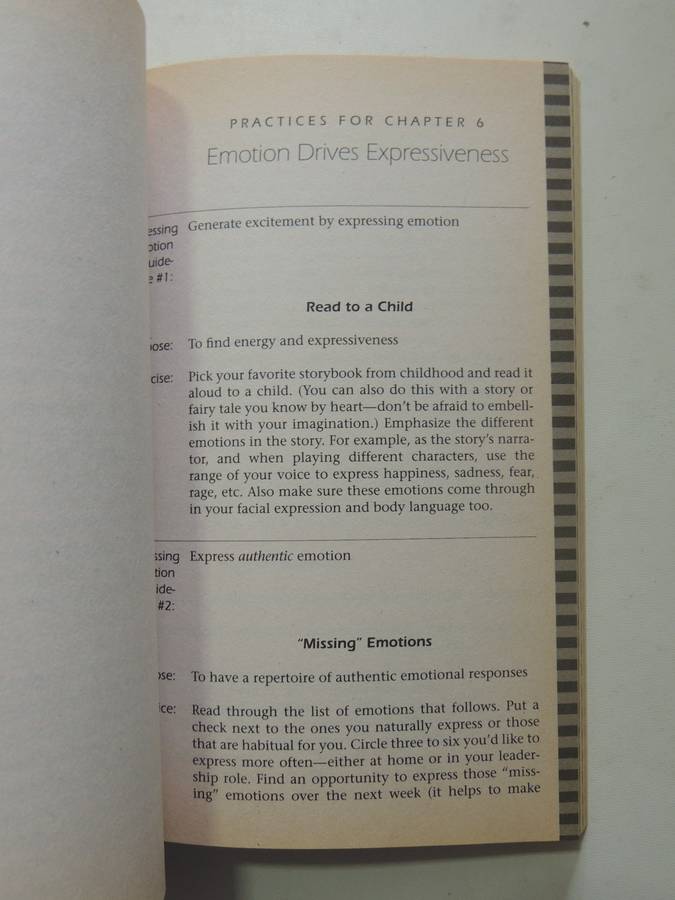 PRACTICES FOR CHAPTER 6
Emotion Drives Expressiveness
essing Generate excitement by expressing emotion
otion
uide-
#1:
Read to a Child
ose: To find energy and expressiveness
cise: Pick your favorite storybook from childhood and read it
aloud to a child. (You can also do this with a story or
fairy tale you know by heart—don't be afraid to embell-
ish it with your imagination.) Emphasize the different
emotions in the story. For example, as the story's narra-
tor, and when playing different characters, use the
range of your voice to express happiness, sadness, fear,
rage, etc. Also make sure these emotions come through
in your facial expression and body language too.
ssing Express authentic emotion
tion
ide-
#2:
“Missing” Emotions
ose: To have a repertoire of authentic emotional responses
ice: Read through the list of emotions that follows. Put a
check next to the ones you naturally express or those
that are habitual for you. Circle three to six you'd like to
express more often—either at home or in your leader-
ship role. Find an opportunity to express those “miss-
ing” emotions over the next week (it helps to make